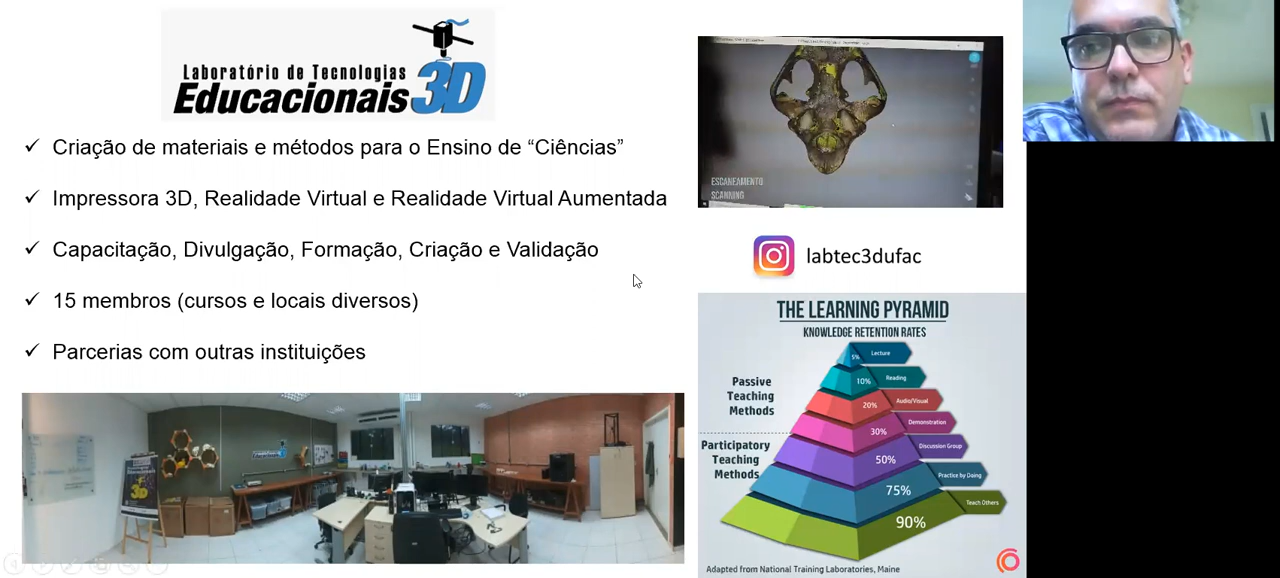 Laboratório de Tecnologias
Educacionais 3D
✓ Criação de materiais e métodos para o Ensino de “Ciências”
✓ Impressora 3D, Realidade Virtual e Realidade Virtual Aumentada
✓ Capacitação, Divulgação, Formação, Criação e Validação
✓ 15 membros (cursos e locais diversos)
✓ Parcerias com outras instituições
ESCANEAMENTO
SCANNING
labtec3dufac
THE LEARNING PYRAMID
KNOWLEDGE RETENTION RATES
5% Lecture
10% Reading
20% Audio/Visual
30% Demonstration
50% Discussion Group
75% Practice by Doing
90% Teach Others
Passive
Teaching
Methods
Participatory
Teaching
Methods
Adapted from National Training Laboratories, Maine